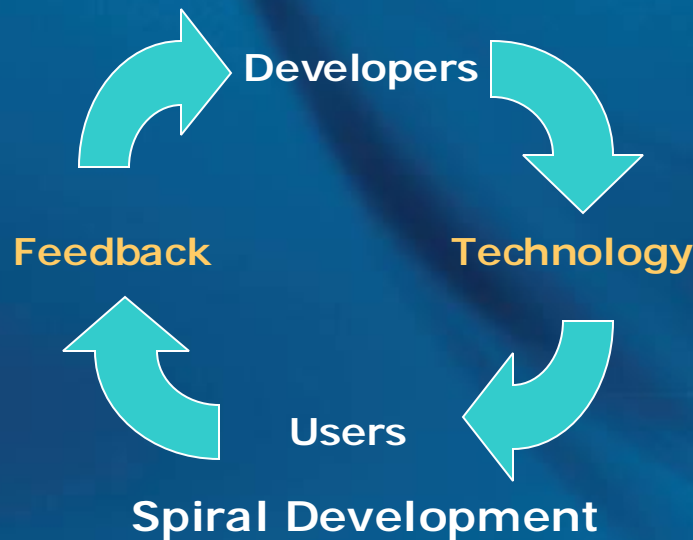 Developers
Feedback
Technology
Users
Spiral Development